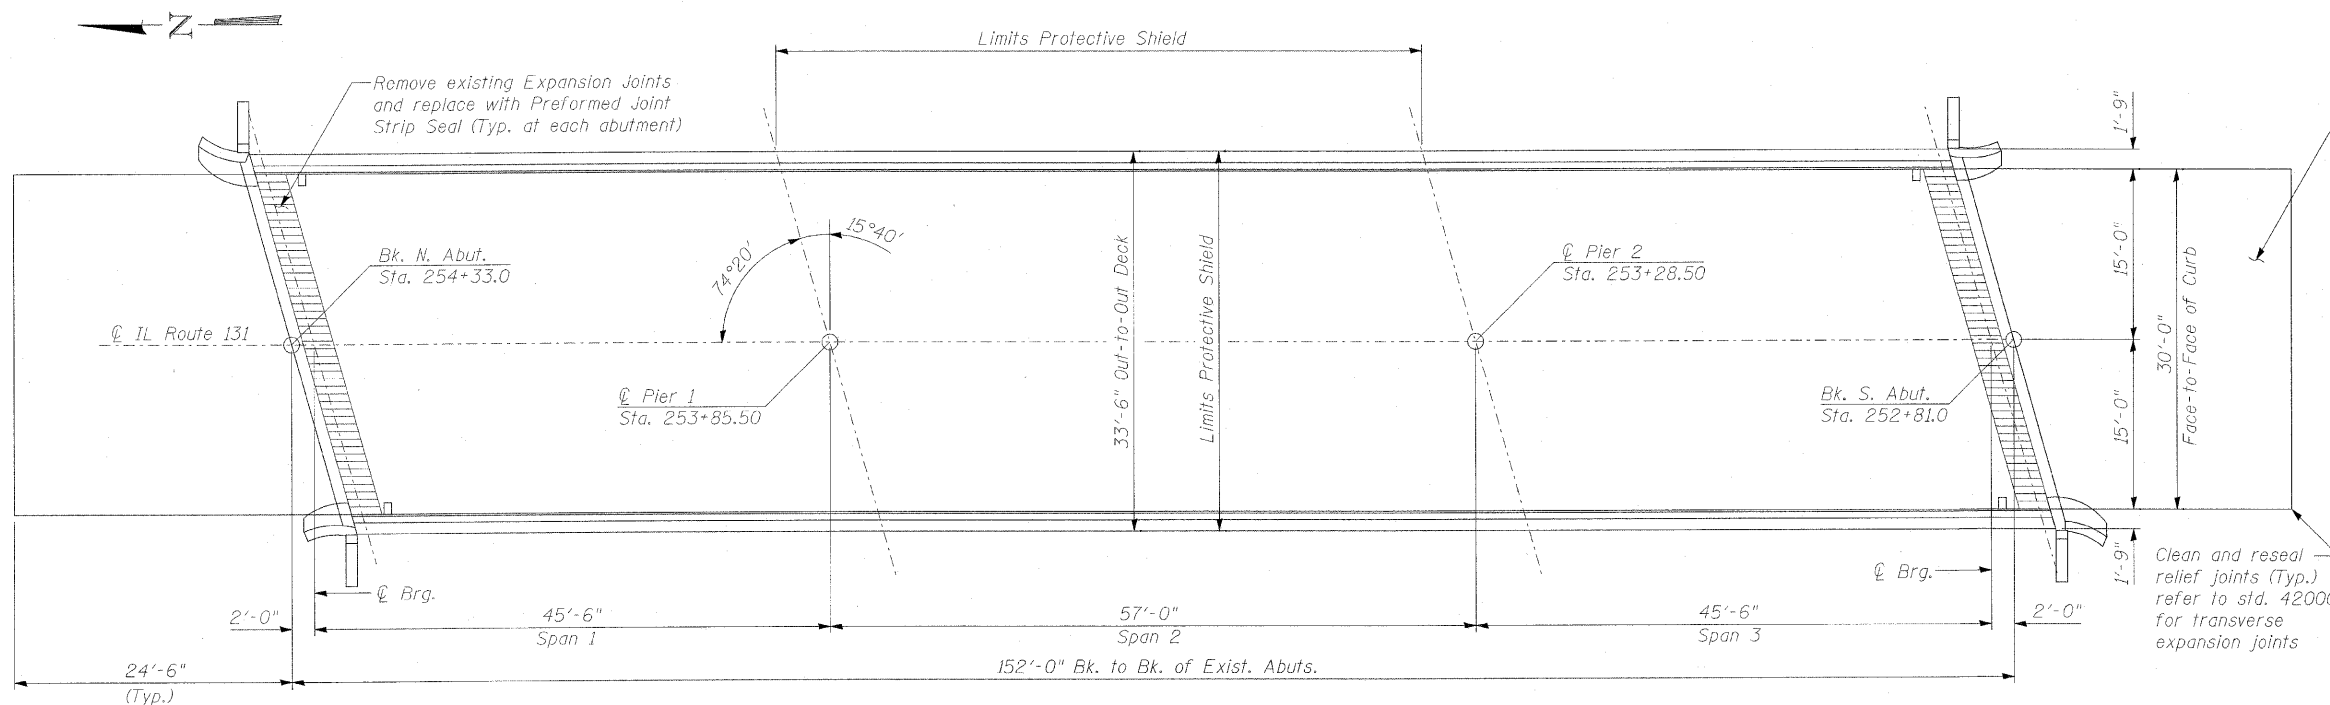 N
Limits Protective Shield
Remove existing Expansion Joints
and replace with Preformed Joint
Strip Seal (Typ. at each abutment)
1'-9"
15°40'
74°20'
Bk. N. Abut.
Sta. 254+33.0
℄ IL Route 131
℄ Pier 1
Sta. 253+85.50
33'-6" Out-to-Out Deck
Limits Protective Shield
℄ Pier 2
Sta. 253+28.50
Bk. S. Abut.
Sta. 252+81.0
15'-0"
15'-0"
30'-0"
Face-to-Face of Curb
1'-9"
Clean and reseal
relief joints (Typ.)
refer to std. 42000
for transverse
expansion joints
℄ Brg.
℄ Brg.
2'-0"
45'-6"
Span 1
57'-0"
Span 2
45'-6"
Span 3
2'-0"
24'-6"
(Typ.)
152'-0" Bk. to Bk. of Exist. Abuts.